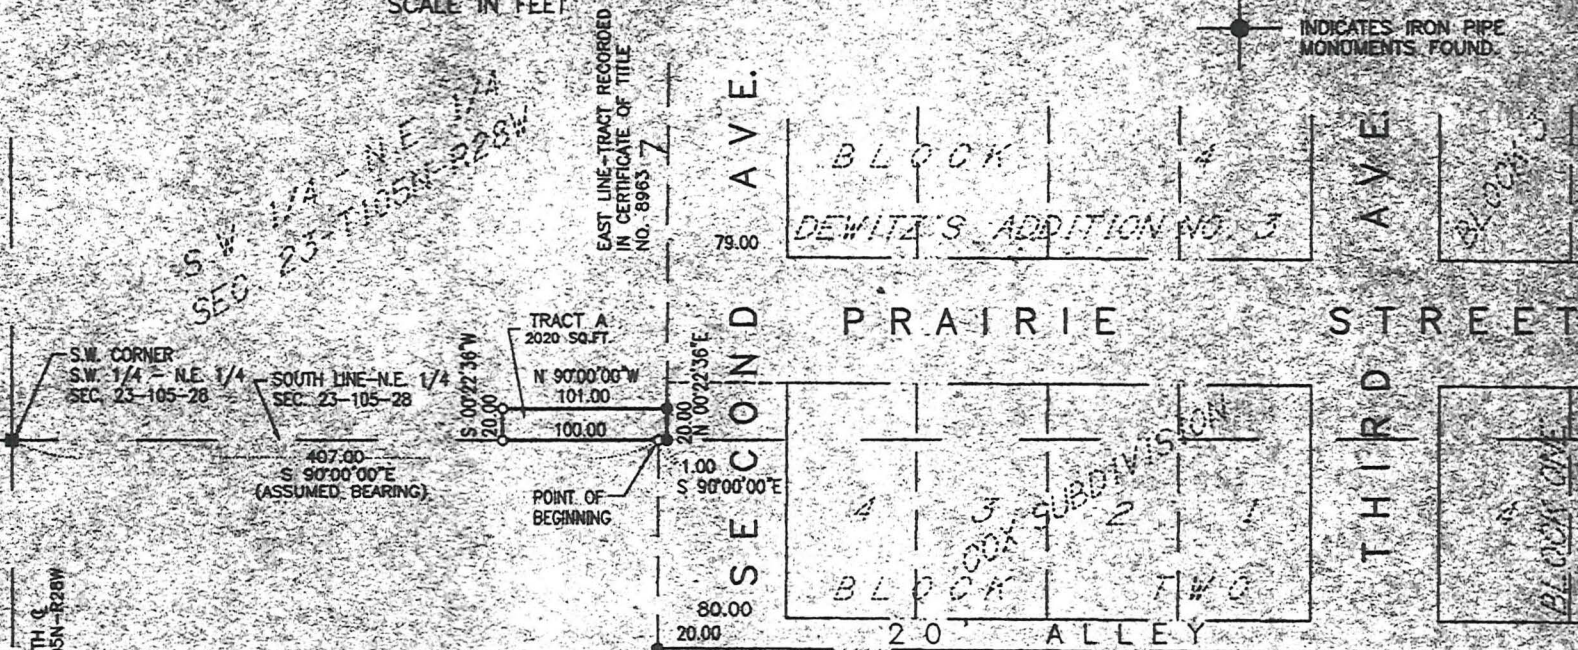 SCALE IN FEET
INDICATES IRON PIPE
MONUMENTS FOUND.
EAST LINE-TRACT RECORDED
IN CERTIFICATE OF TITLE
NO. 8963 7
S.W. 1/4 - N.E. 1/4
SEC 23-T105N-R28W
SECOND AVE.
79.00
BLOCK 4
DEWITZ'S ADDITION NO. 3
THIRD AVE.
PRAIRIE STREET
S.W. CORNER
S.W. 1/4 - N.E. 1/4
SEC. 23-105-28
SOUTH LINE-N.E. 1/4
SEC. 23-105-28
407.00
S 90°00'00"E
(ASSUMED BEARING)
TRACT A
2020 SQ.FT.
N 90°00'00"W
101.00
100.00
S 00°22'36"W
20.00
20.00
N 00°22'36"E
1.00
S 90°00'00"E
POINT OF
BEGINNING
4 3 2 1
SUBDIVISION
BLOCK TWO
4
BLOCK ONE
80.00
20.00
20' ALLEY
5N-R28W